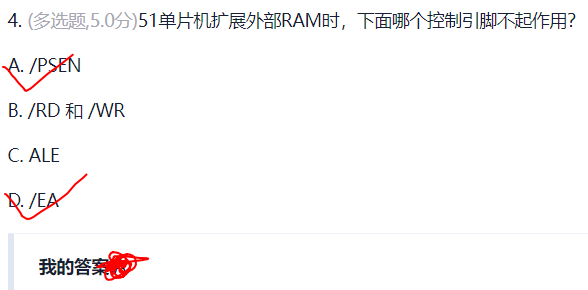 4. (多选题,5.0分)51单片机扩展外部RAM时，下面哪个控制引脚不起作用?
A. /PSEN
B. /RD 和 /WR
C. ALE
D. /EA
我的答案